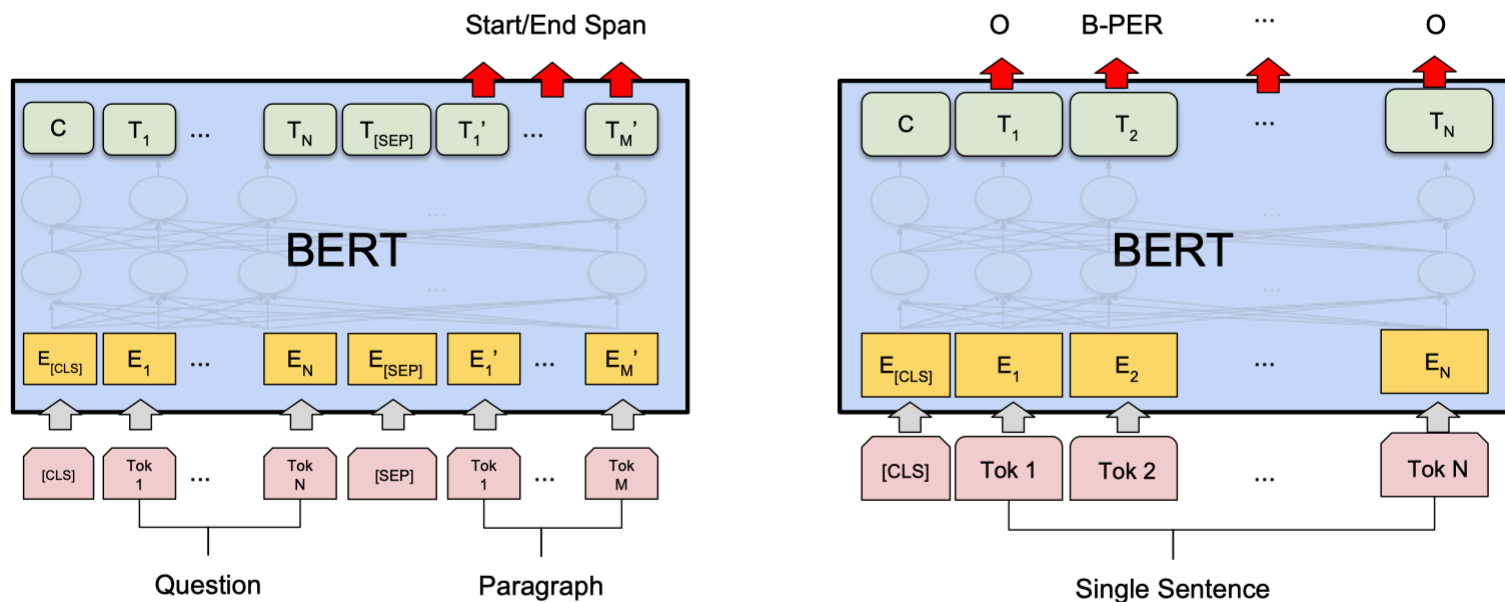 Start/End Span
C T1 ... TN T[SEP] T1' ... TM'
...
BERT
...
E[CLS] E1 ... EN E[SEP] E1' ... EM'
[CLS] Tok 1 ... Tok N [SEP] Tok 1 ... Tok M
Question Paragraph
O B-PER ... O
C T1 T2 ... TN
...
BERT
...
E[CLS] E1 E2 ... EN
[CLS] Tok 1 Tok 2 ... Tok N
Single Sentence